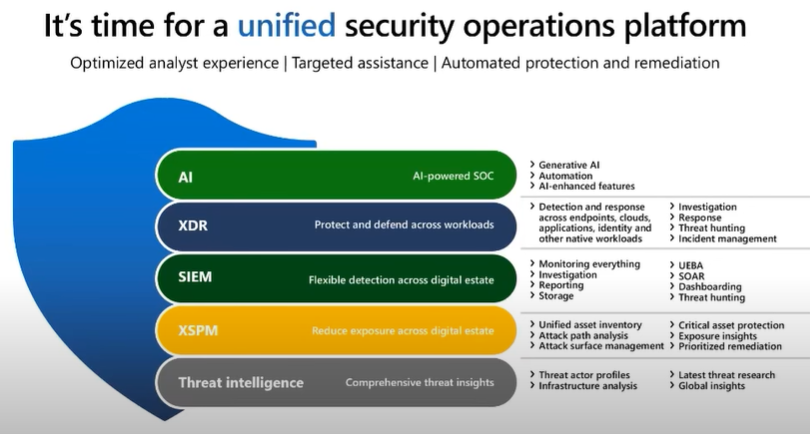 It's time for a unified security operations platform
Optimized analyst experience | Targeted assistance | Automated protection and remediation
AI
AI-powered SOC
> Generative AI
> Automation
> AI-enhanced features
XDR
Protect and defend across workloads
> Detection and response
across endpoints, clouds,
applications, identity and
other native workloads
> Investigation
> Response
> Threat hunting
> Incident management
SIEM
Flexible detection across digital estate
> Monitoring everything
> Investigation
> Reporting
> Storage
> UEBA
> SOAR
> Dashboarding
> Threat hunting
XSPM
Reduce exposure across digital estate
> Unified asset inventory
> Attack path analysis
> Attack surface management
> Critical asset protection
> Exposure insights
> Prioritized remediation
Threat intelligence
Comprehensive threat insights
> Threat actor profiles
> Infrastructure analysis
> Latest threat research
> Global insights